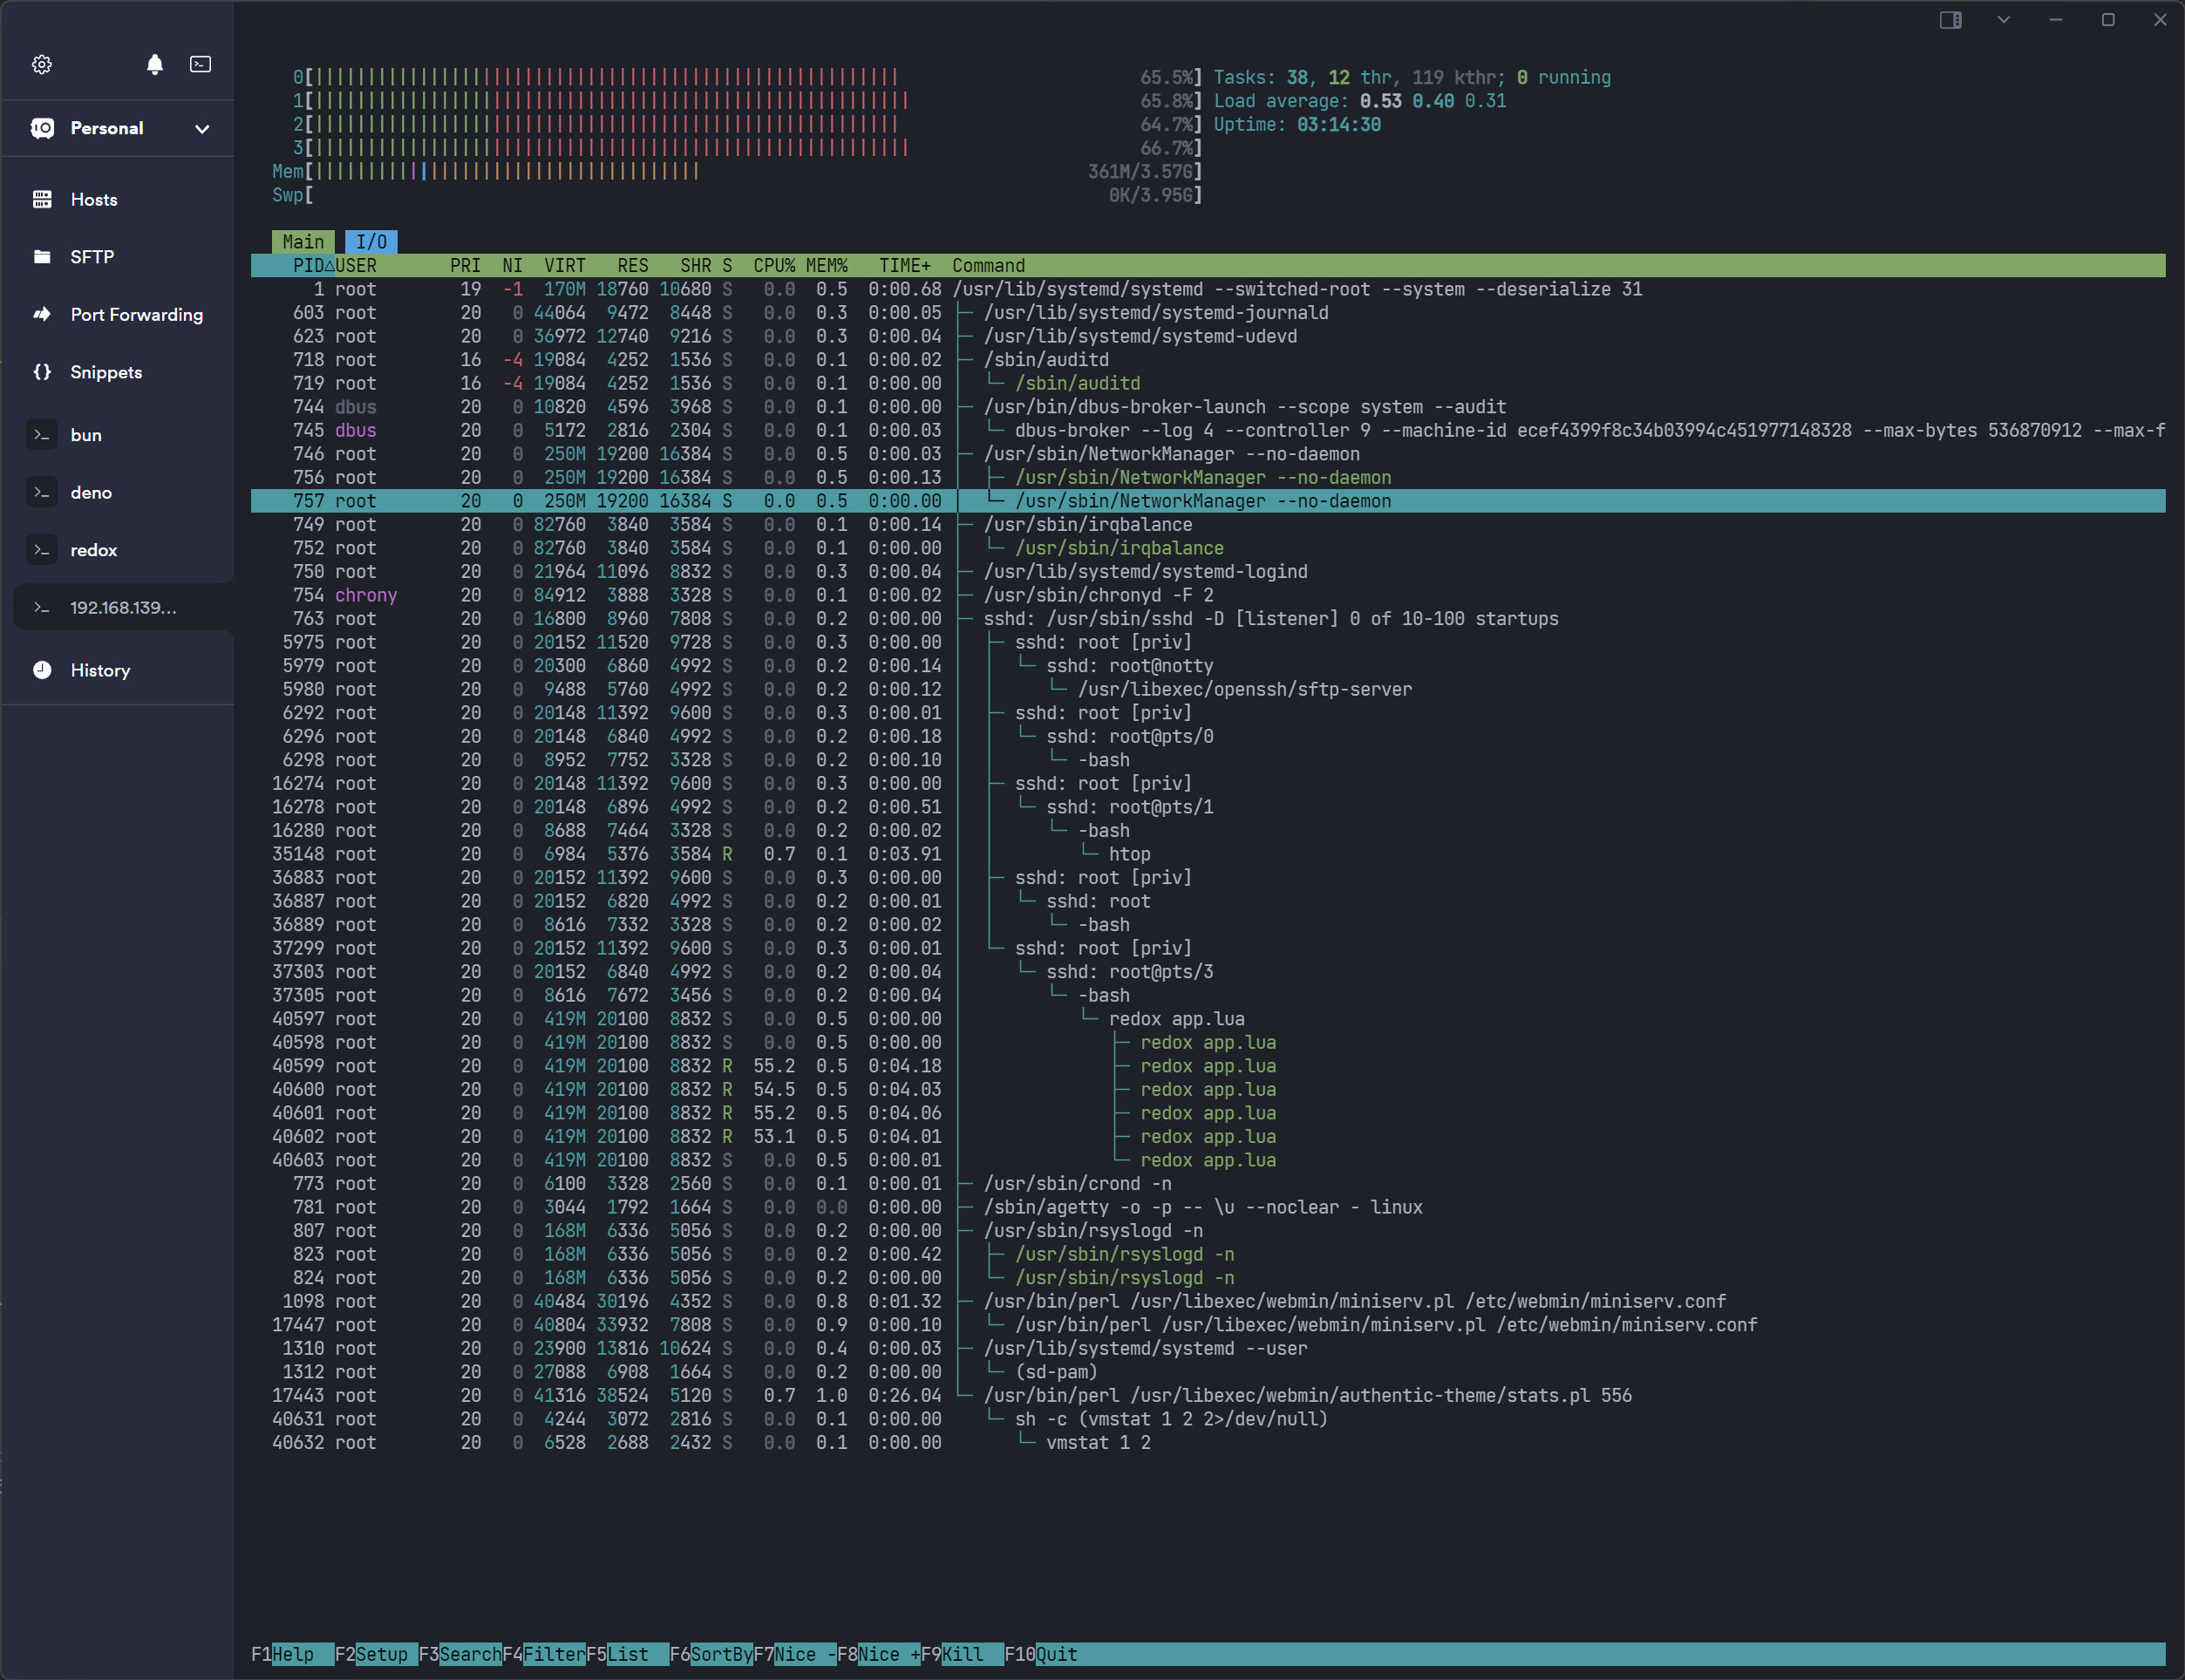 Personal
Hosts
SFTP
Port Forwarding
Snippets
bun
deno
redox
192.168.139...
History
0[ 65.5%] Tasks: 38, 12 thr, 119 kthr; 0 running
1[ 65.8%] Load average: 0.53 0.40 0.31
2[ 64.7%] Uptime: 03:14:30
3[ 66.7%]
Mem[ 361M/3.57G]
Swp[ 0K/3.95G]
Main I/O
PID△USER PRI NI VIRT RES SHR S CPU% MEM% TIME+ Command
1 root 19 -1 170M 18760 10680 S 0.0 0.5 0:00.68 /usr/lib/systemd/systemd --switched-root --system --deserialize 31
603 root 20 0 44064 9472 8448 S 0.0 0.3 0:00.05 ├─ /usr/lib/systemd/systemd-journald
623 root 20 0 36972 12740 9216 S 0.0 0.3 0:00.04 ├─ /usr/lib/systemd/systemd-udevd
718 root 16 -4 19084 4252 1536 S 0.0 0.1 0:00.02 ├─ /sbin/auditd
719 root 16 -4 19084 4252 1536 S 0.0 0.1 0:00.00 │ └─ /sbin/auditd
744 dbus 20 0 10820 4596 3968 S 0.0 0.1 0:00.00 ├─ /usr/bin/dbus-broker-launch --scope system --audit
745 dbus 20 0 5172 2816 2304 S 0.0 0.1 0:00.03 │ └─ dbus-broker --log 4 --controller 9 --machine-id ecef4399f8c34b03994c451977148328 --max-bytes 536870912 --max-f
746 root 20 0 250M 19200 16384 S 0.0 0.5 0:00.03 ├─ /usr/sbin/NetworkManager --no-daemon
756 root 20 0 250M 19200 16384 S 0.0 0.5 0:00.13 │ ├─ /usr/sbin/NetworkManager --no-daemon
757 root 20 0 250M 19200 16384 S 0.0 0.5 0:00.00 │ └─ /usr/sbin/NetworkManager --no-daemon
749 root 20 0 82760 3840 3584 S 0.0 0.1 0:00.14 ├─ /usr/sbin/irqbalance
752 root 20 0 82760 3840 3584 S 0.0 0.1 0:00.00 │ └─ /usr/sbin/irqbalance
750 root 20 0 21964 11096 8832 S 0.0 0.3 0:00.04 ├─ /usr/lib/systemd/systemd-logind
754 chrony 20 0 84912 3888 3328 S 0.0 0.1 0:00.02 ├─ /usr/sbin/chronyd -F 2
763 root 20 0 16800 8960 7808 S 0.0 0.2 0:00.00 ├─ sshd: /usr/sbin/sshd -D [listener] 0 of 10-100 startups
5975 root 20 0 20152 11520 9728 S 0.0 0.3 0:00.00 │ ├─ sshd: root [priv]
5979 root 20 0 20300 6860 4992 S 0.0 0.2 0:00.14 │ │ └─ sshd: root@notty
5980 root 20 0 9488 5760 4992 S 0.0 0.2 0:00.12 │ │ └─ /usr/libexec/openssh/sftp-server
6292 root 20 0 20148 11392 9600 S 0.0 0.3 0:00.01 │ ├─ sshd: root [priv]
6296 root 20 0 20148 6840 4992 S 0.0 0.2 0:00.18 │ │ └─ sshd: root@pts/0
6298 root 20 0 8952 7752 3328 S 0.0 0.2 0:00.10 │ │ └─ -bash
16274 root 20 0 20148 11392 9600 S 0.0 0.3 0:00.00 │ ├─ sshd: root [priv]
16278 root 20 0 20148 6896 4992 S 0.0 0.2 0:00.51 │ │ └─ sshd: root@pts/1
16280 root 20 0 8688 7464 3328 S 0.0 0.2 0:00.02 │ │ └─ -bash
35148 root 20 0 6984 5376 3584 R 0.7 0.1 0:03.91 │ │ └─ htop
36883 root 20 0 20152 11392 9600 S 0.0 0.3 0:00.00 │ ├─ sshd: root [priv]
36887 root 20 0 20152 6820 4992 S 0.0 0.2 0:00.01 │ │ └─ sshd: root
36889 root 20 0 8616 7332 3328 S 0.0 0.2 0:00.02 │ │ └─ -bash
37299 root 20 0 20152 11392 9600 S 0.0 0.3 0:00.01 │ └─ sshd: root [priv]
37303 root 20 0 20152 6840 4992 S 0.0 0.2 0:00.04 │ └─ sshd: root@pts/3
37305 root 20 0 8616 7672 3456 S 0.0 0.2 0:00.04 │ └─ -bash
40597 root 20 0 419M 20100 8832 S 0.0 0.5 0:00.00 │ └─ redox app.lua
40598 root 20 0 419M 20100 8832 S 0.0 0.5 0:00.00 │ ├─ redox app.lua
40599 root 20 0 419M 20100 8832 R 55.2 0.5 0:04.18 │ ├─ redox app.lua
40600 root 20 0 419M 20100 8832 R 54.5 0.5 0:04.03 │ ├─ redox app.lua
40601 root 20 0 419M 20100 8832 R 55.2 0.5 0:04.06 │ ├─ redox app.lua
40602 root 20 0 419M 20100 8832 R 53.1 0.5 0:04.01 │ ├─ redox app.lua
40603 root 20 0 419M 20100 8832 S 0.0 0.5 0:00.01 │ └─ redox app.lua
773 root 20 0 6100 3328 2560 S 0.0 0.1 0:00.01 ├─ /usr/sbin/crond -n
781 root 20 0 3044 1792 1664 S 0.0 0.0 0:00.00 ├─ /sbin/agetty -o -p -- \u --noclear - linux
807 root 20 0 168M 6336 5056 S 0.0 0.2 0:00.00 ├─ /usr/sbin/rsyslogd -n
823 root 20 0 168M 6336 5056 S 0.0 0.2 0:00.42 │ ├─ /usr/sbin/rsyslogd -n
824 root 20 0 168M 6336 5056 S 0.0 0.2 0:00.00 │ └─ /usr/sbin/rsyslogd -n
1098 root 20 0 40484 30196 4352 S 0.0 0.8 0:01.32 ├─ /usr/bin/perl /usr/libexec/webmin/miniserv.pl /etc/webmin/miniserv.conf
17447 root 20 0 40804 33932 7808 S 0.0 0.9 0:00.10 │ └─ /usr/bin/perl /usr/libexec/webmin/miniserv.pl /etc/webmin/miniserv.conf
1310 root 20 0 23900 13816 10624 S 0.0 0.4 0:00.03 ├─ /usr/lib/systemd/systemd --user
1312 root 20 0 27088 6908 1664 S 0.0 0.2 0:00.00 │ └─ (sd-pam)
17443 root 20 0 41316 38524 5120 S 0.7 1.0 0:26.04 └─ /usr/bin/perl /usr/libexec/webmin/authentic-theme/stats.pl 556
40631 root 20 0 4244 3072 2816 S 0.0 0.1 0:00.00 └─ sh -c (vmstat 1 2 2>/dev/null)
40632 root 20 0 6528 2688 2432 S 0.0 0.1 0:00.00 └─ vmstat 1 2
F1Help F2Setup F3SearchF4FilterF5List F6SortByF7Nice -F8Nice +F9Kill F10Quit